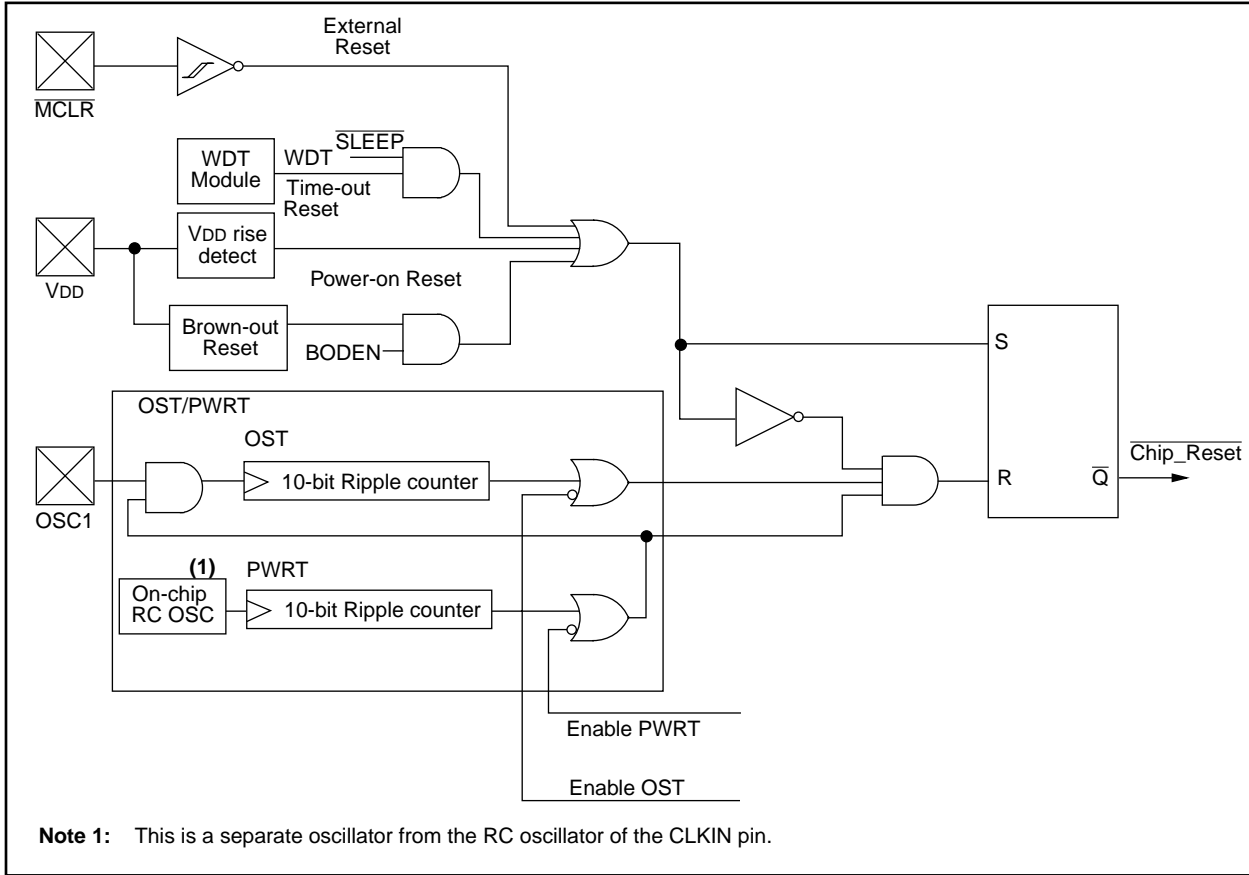 External
Reset
MCLR
SLEEP
WDT
Module
WDT
Time-out
Reset
VDD rise
detect
VDD
Power-on Reset
Brown-out
Reset
BODEN
S
OST/PWRT
OST
10-bit Ripple counter
OSC1
R
Q
Chip_Reset
(1)
PWRT
On-chip
RC OSC
10-bit Ripple counter
Enable PWRT
Enable OST
Note 1: This is a separate oscillator from the RC oscillator of the CLKIN pin.